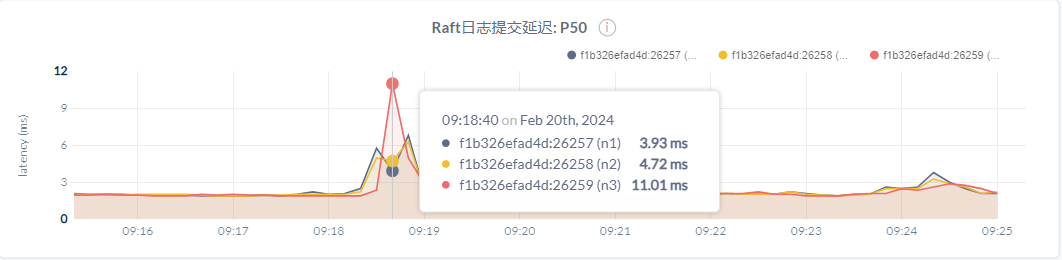 Raft日志提交延迟: P50 i
f1b326efad4d:26257 (... f1b326efad4d:26258 (... f1b326efad4d:26259 (...
latency (ms)
12
9
6
3
0
09:18:40 on Feb 20th, 2024
f1b326efad4d:26257 (n1) 3.93 ms
f1b326efad4d:26258 (n2) 4.72 ms
f1b326efad4d:26259 (n3) 11.01 ms
09:16 09:17 09:18 09:19 09:20 09:21 09:22 09:23 09:24 09:25